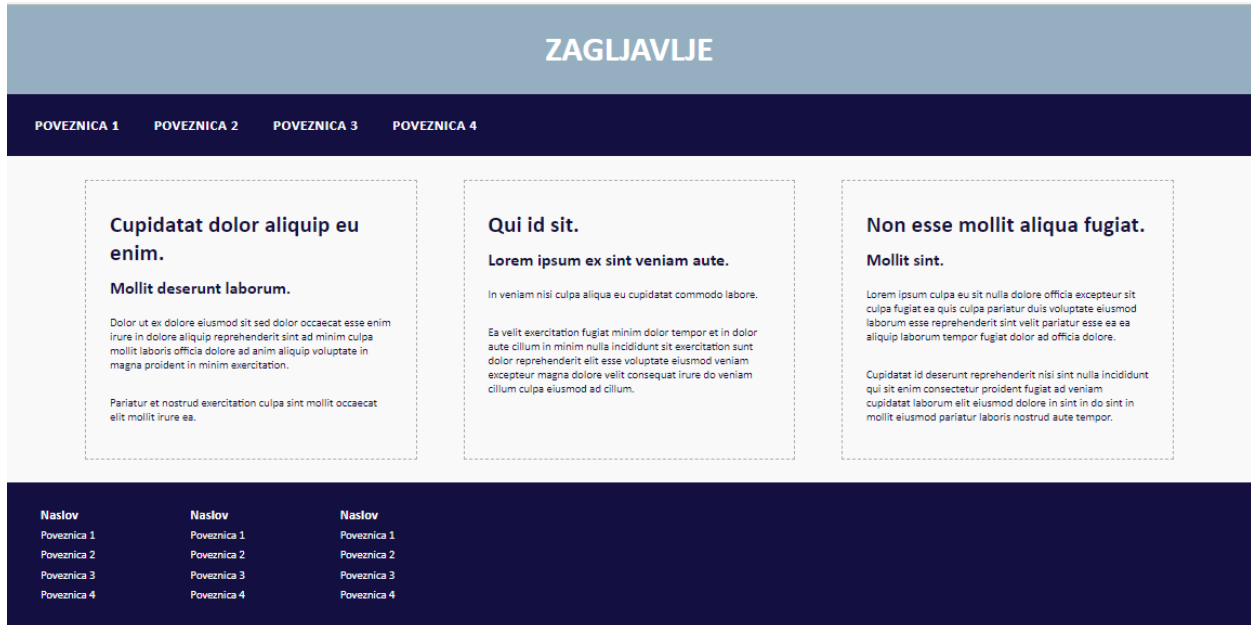 ZAGLJAVLJE
POVEZNICA 1
POVEZNICA 2
POVEZNICA 3
POVEZNICA 4
Cupidatat dolor aliquip eu
enim.
Mollit deserunt laborum.
Dolor ut ex dolore eiusmod sit sed dolor occaecat esse enim
irure in dolore aliquip reprehenderit sint ad minim culpa
mollit laboris officia dolore ad anim aliquip voluptate in
magna proident in minim exercitation.
Pariatur et nostrud exercitation culpa sint mollit occaecat
elit mollit irure ea.
Qui id sit.
Lorem ipsum ex sint veniam aute.
In veniam nisi culpa aliqua eu cupidatat commodo labore.
Ea velit exercitation fugiat minim dolor tempor et in dolor
aute cillum in minim nulla incididunt sit exercitation sunt
dolor reprehenderit elit esse voluptate eiusmod veniam
excepteur magna dolore velit consequat irure do veniam
cillum culpa eiusmod ad cillum.
Non esse mollit aliqua fugiat.
Mollit sint.
Lorem ipsum culpa eu sit nulla dolore officia excepteur sit
culpa fugiat ea quis culpa pariatur duis voluptate eiusmod
laborum esse reprehenderit sint velit pariatur esse ea ea
aliquip laborum tempor fugiat dolor ad officia dolore.
Cupidatat id deserunt reprehenderit nisi sint nulla incididunt
qui sit enim consectetur proident fugiat ad veniam
cupidatat laborum elit eiusmod dolore in sint in do sint in
mollit eiusmod pariatur laboris nostrud aute tempor.
Naslov
Poveznica 1
Poveznica 2
Poveznica 3
Poveznica 4
Naslov
Poveznica 1
Poveznica 2
Poveznica 3
Poveznica 4
Naslov
Poveznica 1
Poveznica 2
Poveznica 3
Poveznica 4